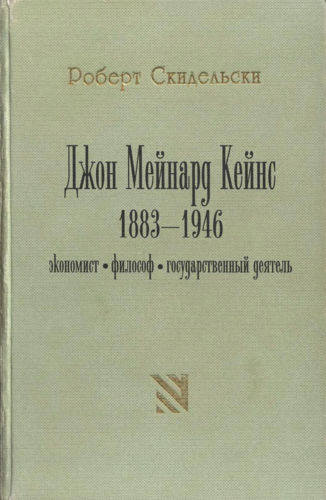 Роберт Скидельски
Джон Мейнард Кейнс
1883—1946
экономист • философ • государственный деятель